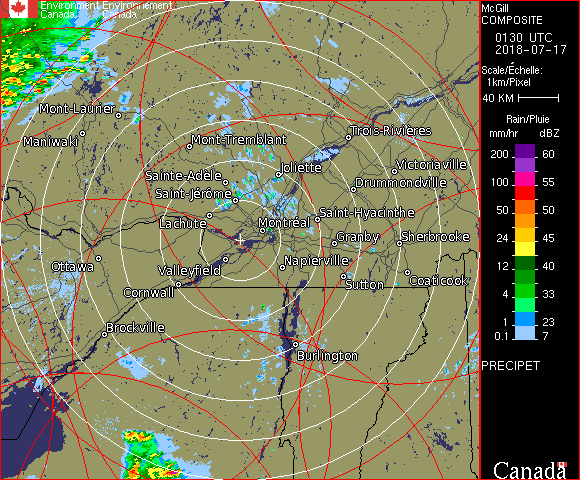 Environment Environnement
Canada Canada
McGill
COMPOSITE
0130 UTC
2018-07-17
Scale/Échelle:
1km/Pixel
40 KM
Rain/Pluie
mm/hr dBZ
200 60
100 55
50 50
24 45
12 40
4 33
1 23
0.1 7
PRECIPET
Canada
Mont-Laurier
Maniwaki
Mont-Tremblant
Trois-Rivières
Joliette
Victoriaville
Sainte-Adèle
Drummondville
Saint-Jérôme
Saint-Hyacinthe
Lachute
Montréal
Granby
Sherbrooke
Ottawa
Valleyfield
Napierville
Cornwall
Sutton
Coaticook
Brockville
Burlington